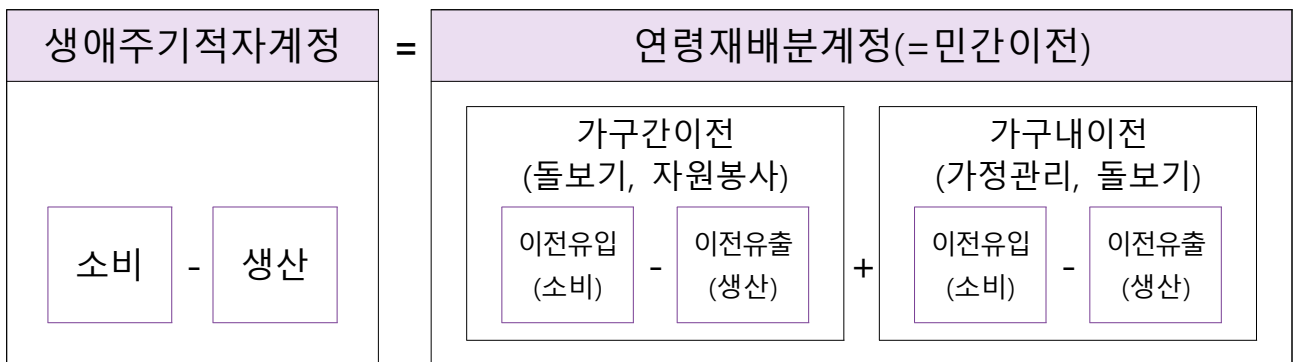 생애주기적자계정 = 연령재배분계정(=민간이전)
가구간이전
(돌보기, 자원봉사)
가구내이전
(가정관리, 돌보기)
소비 - 생산
이전유입
(소비)
-
이전유출
(생산)
+
이전유입
(소비)
-
이전유출
(생산)